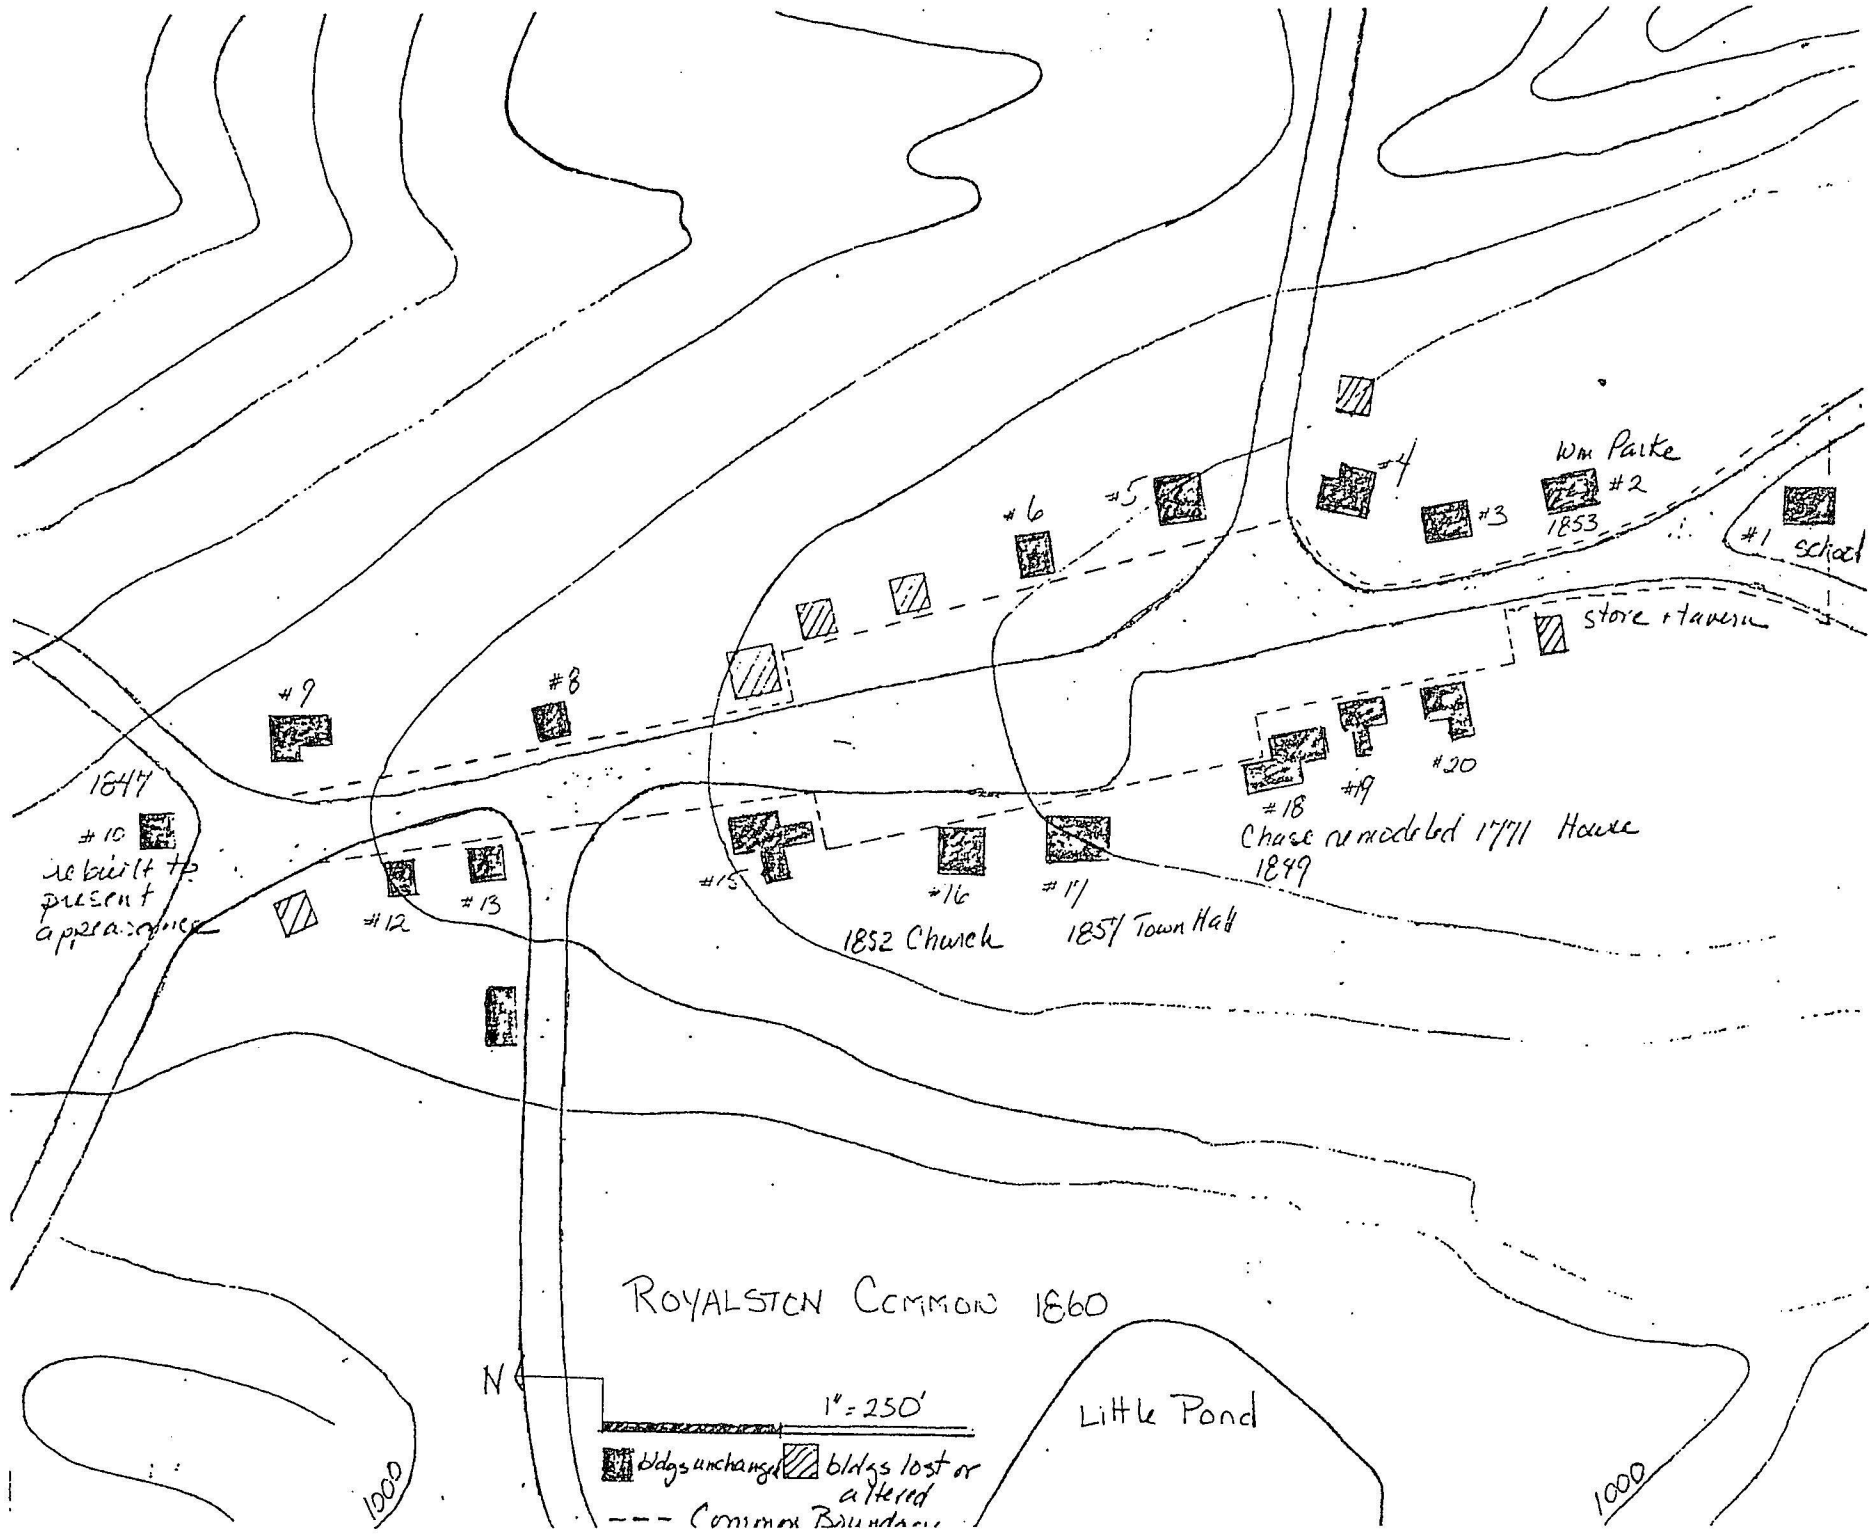 Wm Parke
#4
#2
#5
#3
1853
#6
#1
school
store + tavern
#8
#9
1847
#10
#20
#19
#18
rebuilt to
present
appearance
Chase remodeled 1771 House
1849
#15
#12
#13
#16
#17
1852 Church
1857 Town Hall
ROYALSTON COMMON 1860
N
1" = 250'
Little Pond
bldgs unchanged
bldgs lost or
altered
Common Boundary
1000
1000